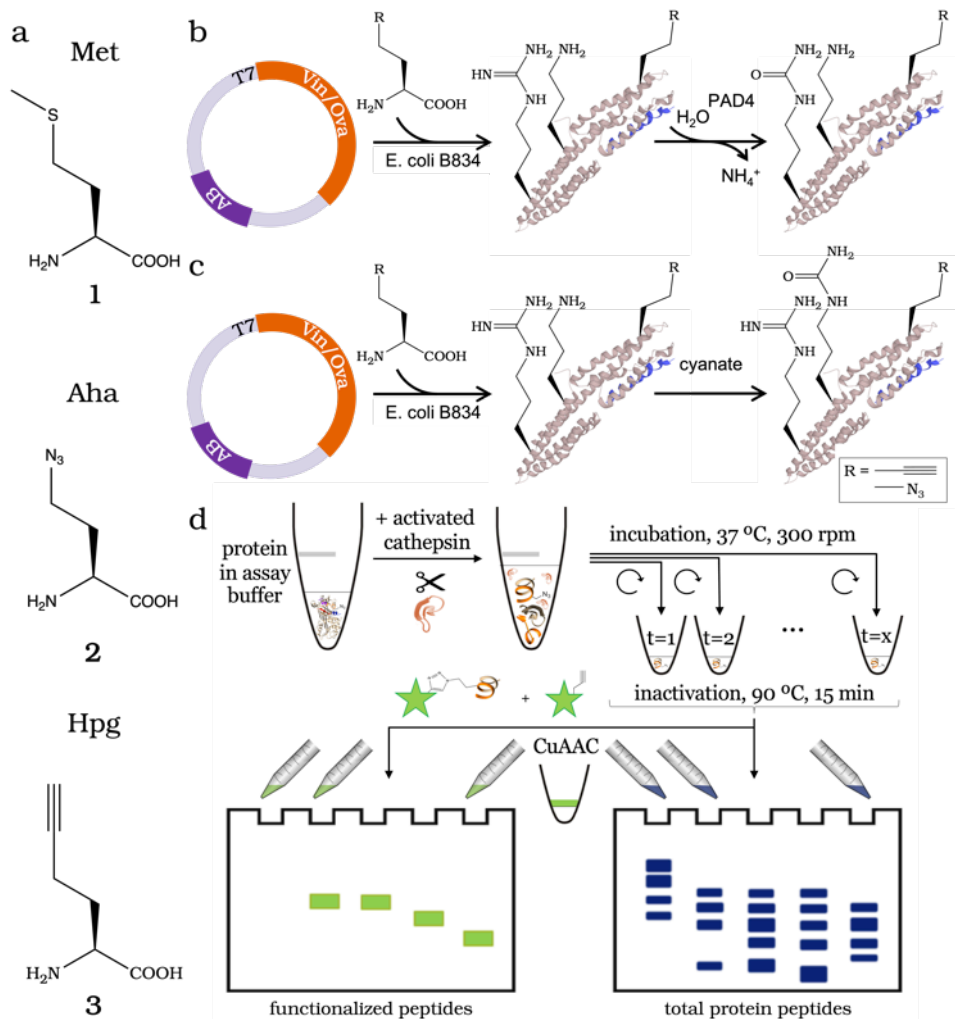 a
Met
S
H₂N
COOH
1
Aha
N₃
H₂N
COOH
2
Hpg
H₂N
COOH
3
b
T7
Vin/Ova
AB
R
H₂N
COOH
E. coli B834
NH₂
NH₂
HN
NH
R
H₂O
PAD4
NH₄⁺
NH₂
NH₂
O
NH
R
c
T7
Vin/Ova
AB
R
H₂N
COOH
E. coli B834
NH₂
NH₂
HN
NH
R
cyanate
NH₂
O
NH₂
NH
HN
NH
R
R =
N₃
d
protein
in assay
buffer
+ activated
cathepsin
N₃
incubation, 37 ºC, 300 rpm
t=1
t=2
...
t=x
inactivation, 90 ºC, 15 min
+
CuAAC
functionalized peptides
total protein peptides